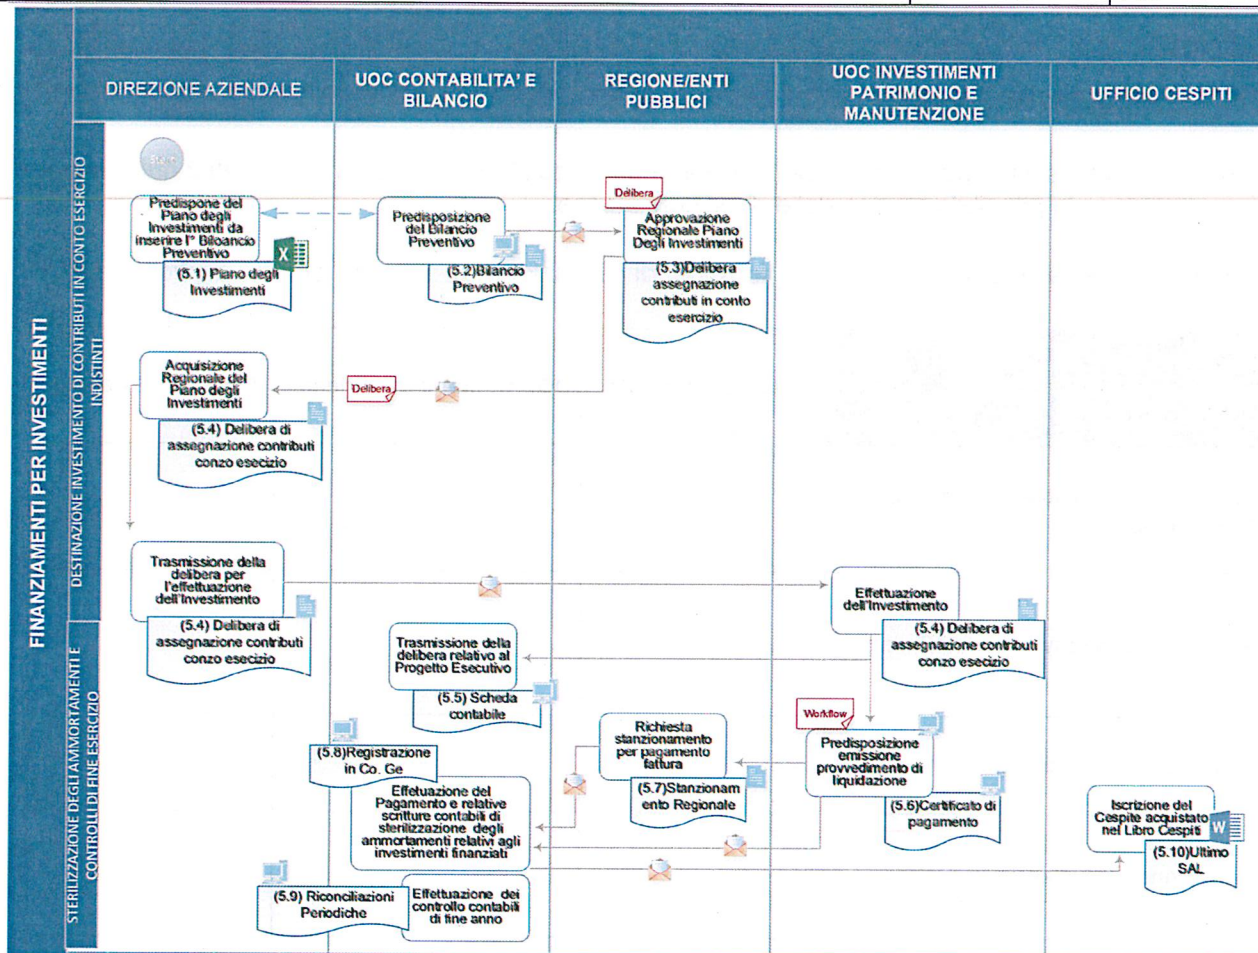 DIREZIONE AZIENDALE
UOC CONTABILITA' E
BILANCIO
REGIONE/ENTI
PUBBLICI
UOC INVESTIMENTI
PATRIMONIO E
MANUTENZIONE
UFFICIO CESPITI
FINANZIAMENTI PER INVESTIMENTI
DESTINAZIONE INVESTIMENTO DI CONTRIBUTI IN CONTO ESERCIZIO
INDISTINTI
Start
Predispone del
Piano degli
Investimenti da
inserire l° Biloancio
Preventivo
(5.1) Piano degli
Investimenti
Predisposizione
del Bilancio
Preventivo
(5.2)Bilancio
Preventivo
Delibera
Approvazione
Regionale Piano
Degli Investimenti
(5.3)Delibera
assegnazione
contributi in conto
esercizio
Acquisizione
Regionale del
Piano degli
Investimenti
Delibera
(5.4) Delibera di
assegnazione contributi
conzo esecizio
Trasmissione della
delibera per
l'effettuazione
dell'Investimento
(5.4) Delibera di
assegnazione contributi
conzo esecizio
Effettuazione
dell'Investimento
(5.4) Delibera di
assegnazione contributi
conzo esecizio
STERILIZZAZIONE DEGLI AMMORTAMENTI E
CONTROLLI DI FINE ESERCIZIO
Trasmissione della
delibera relativo al
Progetto Esecutivo
(5.5) Scheda
contabile
Workflow
Predisposizione
emissione
provvedimento di
liquidazione
(5.6)Certificato di
pagamento
Richiesta
stanzionamento
per pagamento
fattura
(5.7)Stanzionam
ento Regionale
(5.8)Registrazione
in Co. Ge
Effetuazione del
Pagamento e relative
scritture contabili di
sterilizzazione degli
ammortamenti relativi agli
investimenti finanziati
Iscrizione del
Cespite acquistato
nel Libro Cespiti
W
(5.10)Ultimo
SAL
(5.9) Riconciliazioni
Periodiche
Effettuazione dei
controllo contabili
di fine anno